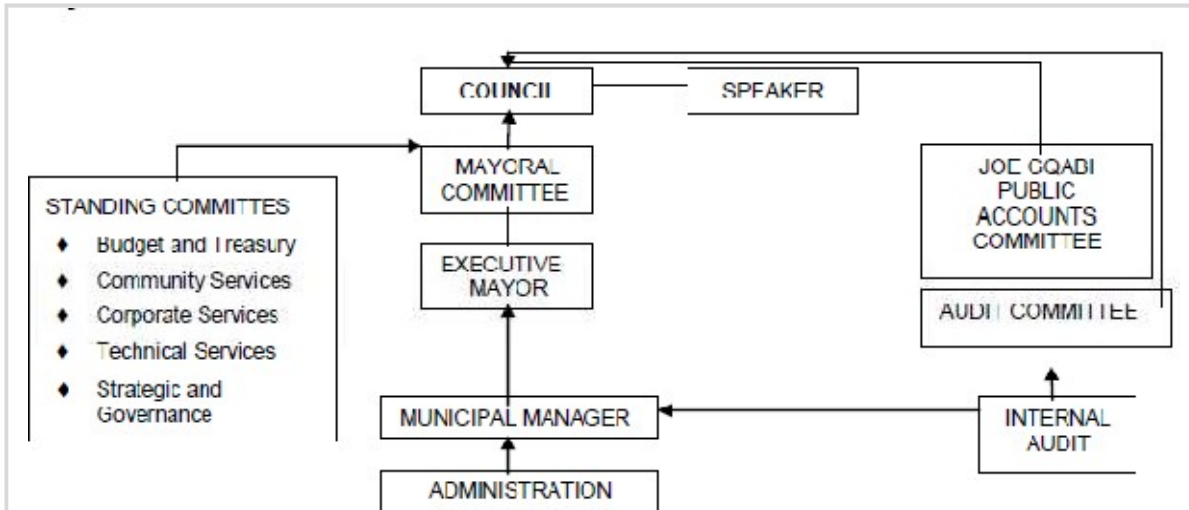 COUNCIL
SPEAKER
MAYORAL
COMMITTEE
JOE GQABI
PUBLIC
ACCOUNTS
COMMITTEE
STANDING COMMITTES
♦ Budget and Treasury
♦ Community Services
♦ Corporate Services
♦ Technical Services
♦ Strategic and
Governance
EXECUTIVE
MAYOR
AUDIT COMMITTEE
MUNICIPAL MANAGER
INTERNAL
AUDIT
ADMINISTRATION